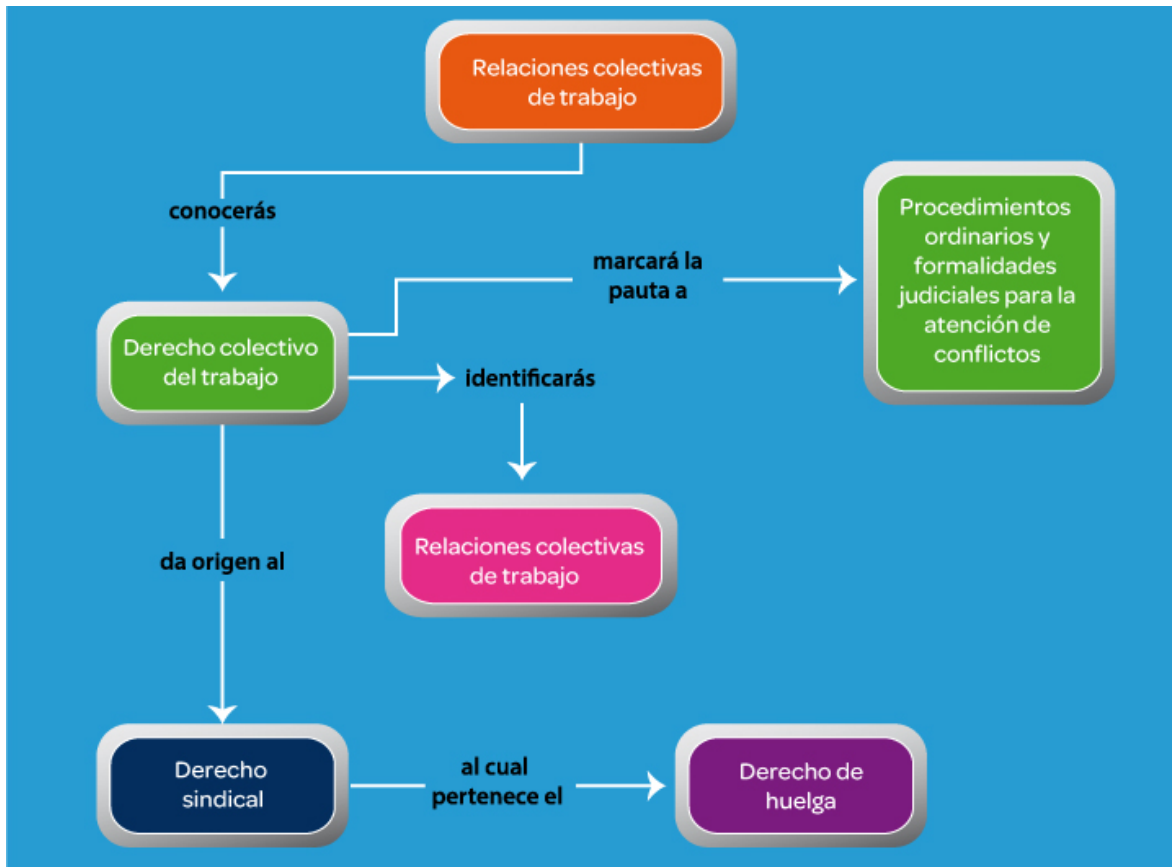 Relaciones colectivas
de trabajo
conocerás
Derecho colectivo
del trabajo
marcará la
pauta a
Procedimientos
ordinarios y
formalidades
judiciales para la
atención de
conflictos
identificarás
Relaciones colectivas
de trabajo
da origen al
Derecho
sindical
al cual
pertenece el
Derecho de
huelga